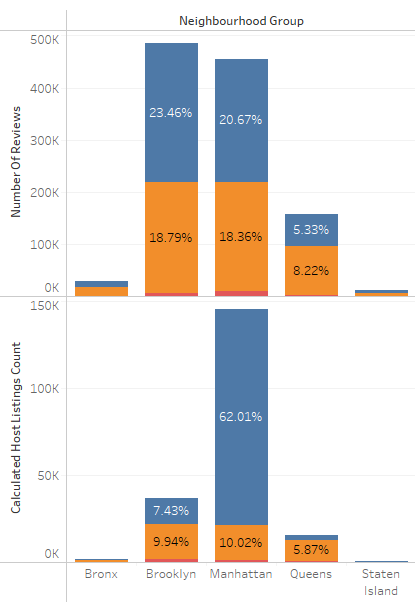 Neighbourhood Group
Number Of Reviews
500K
400K
300K
200K
100K
0K
23.46%
20.67%
18.79%
18.36%
5.33%
8.22%
Calculated Host Listings Count
150K
100K
50K
0K
62.01%
7.43%
9.94%
10.02%
5.87%
Bronx
Brooklyn
Manhattan
Queens
Staten
Island